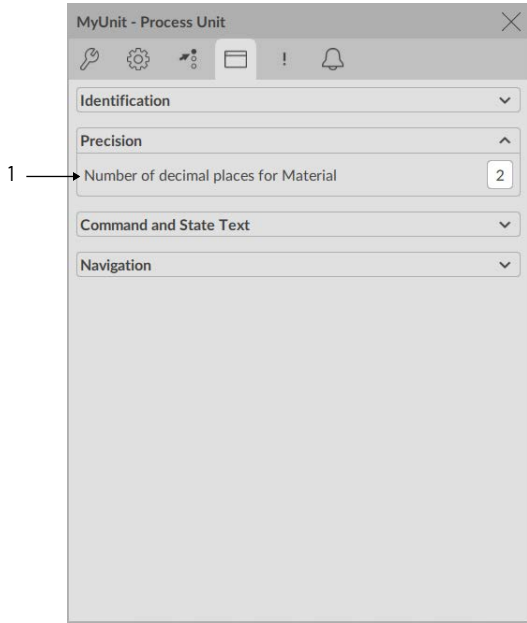 MyUnit - Process Unit
!
Identification
Precision
1
Number of decimal places for Material 2
Command and State Text
Navigation